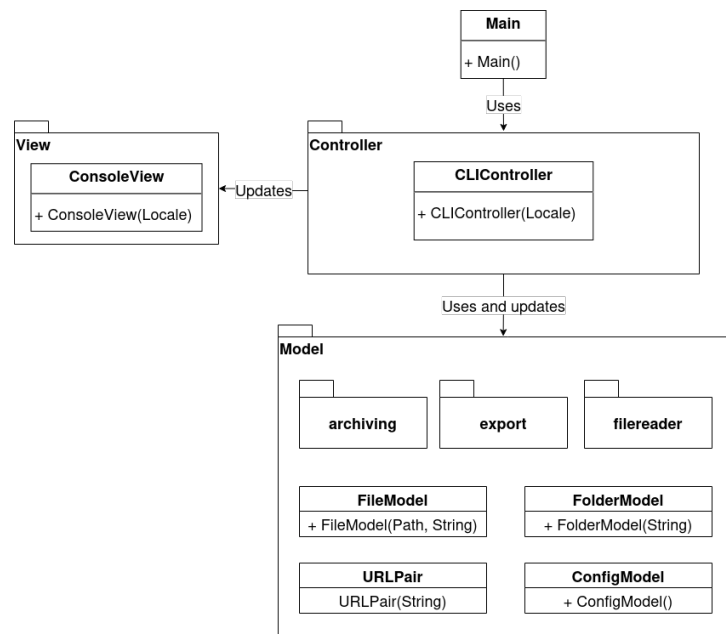 Main
+ Main()
Uses
View
ConsoleView
+ ConsoleView(Locale)
Updates
Controller
CLIController
+ CLIController(Locale)
Uses and updates
Model
archiving
export
filereader
FileModel
+ FileModel(Path, String)
FolderModel
+ FolderModel(String)
URLPair
URLPair(String)
ConfigModel
+ ConfigModel()